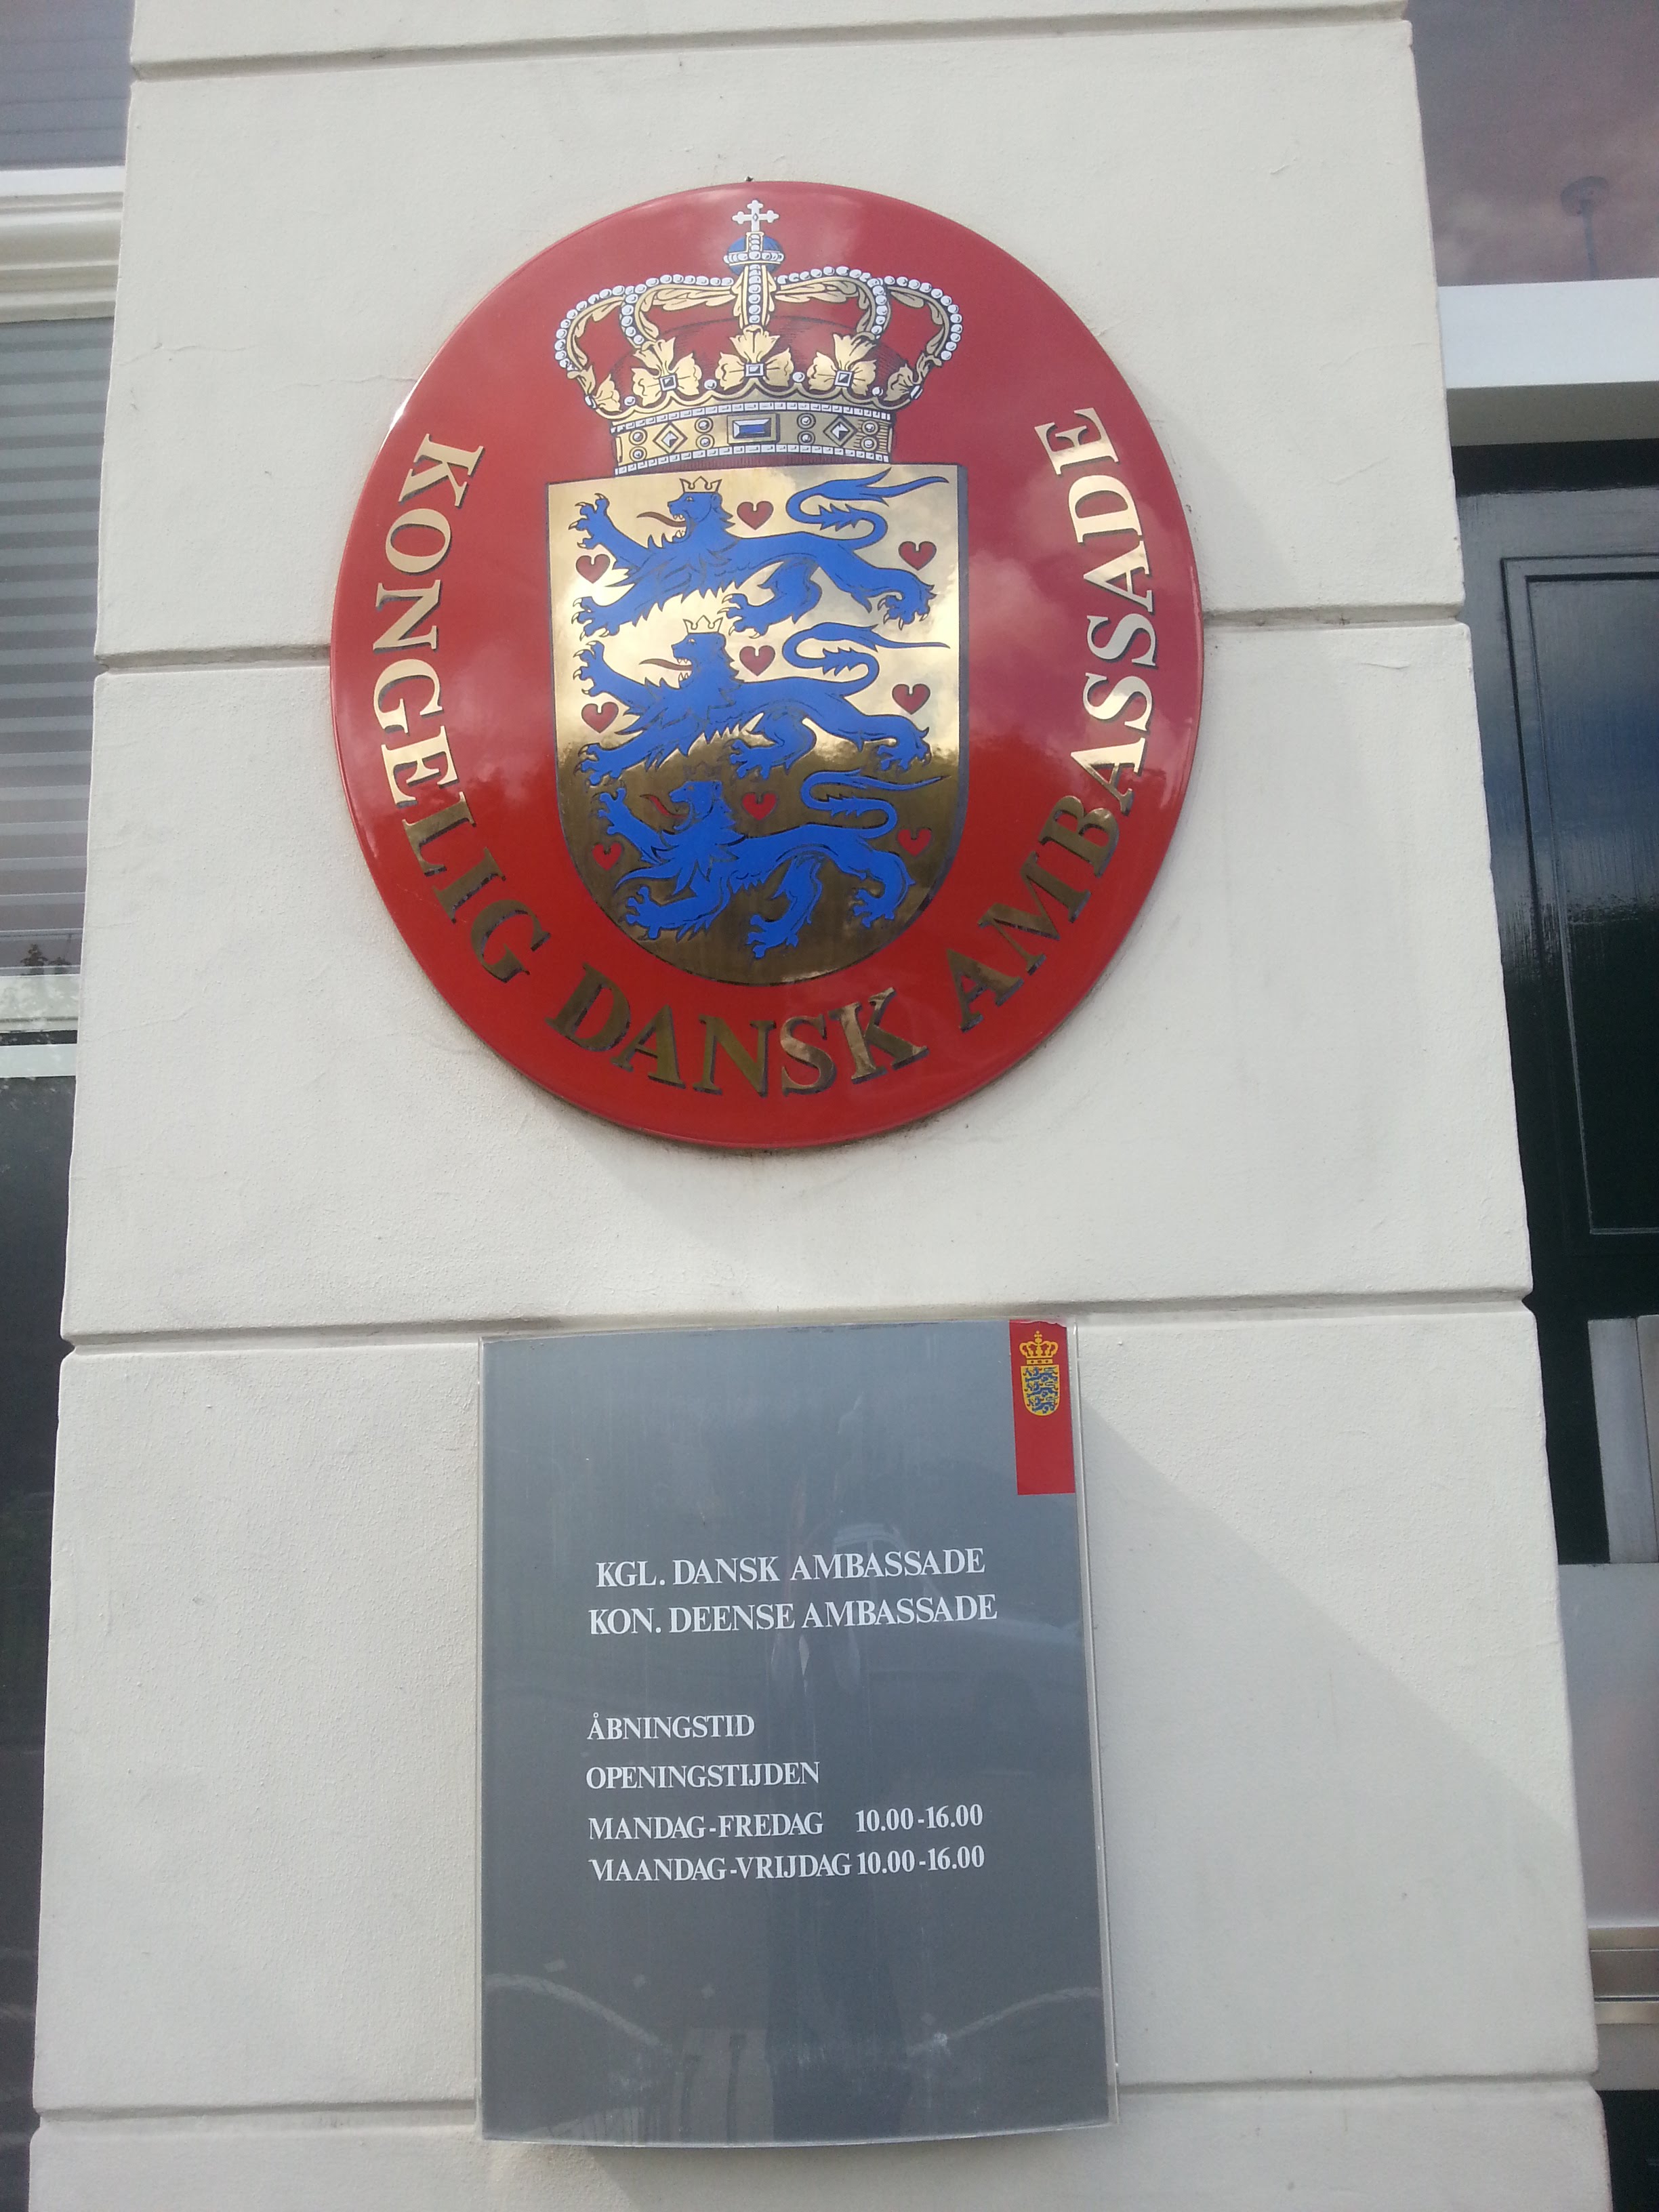 KONGELIG DANSK AMBASSADE
KGL. DANSK AMBASSADE
KON. DEENSE AMBASSADE
ÅBNINGSTID
OPENINGSTIJDEN
MANDAG-FREDAG 10.00-16.00
MAANDAG-VRIJDAG 10.00-16.00